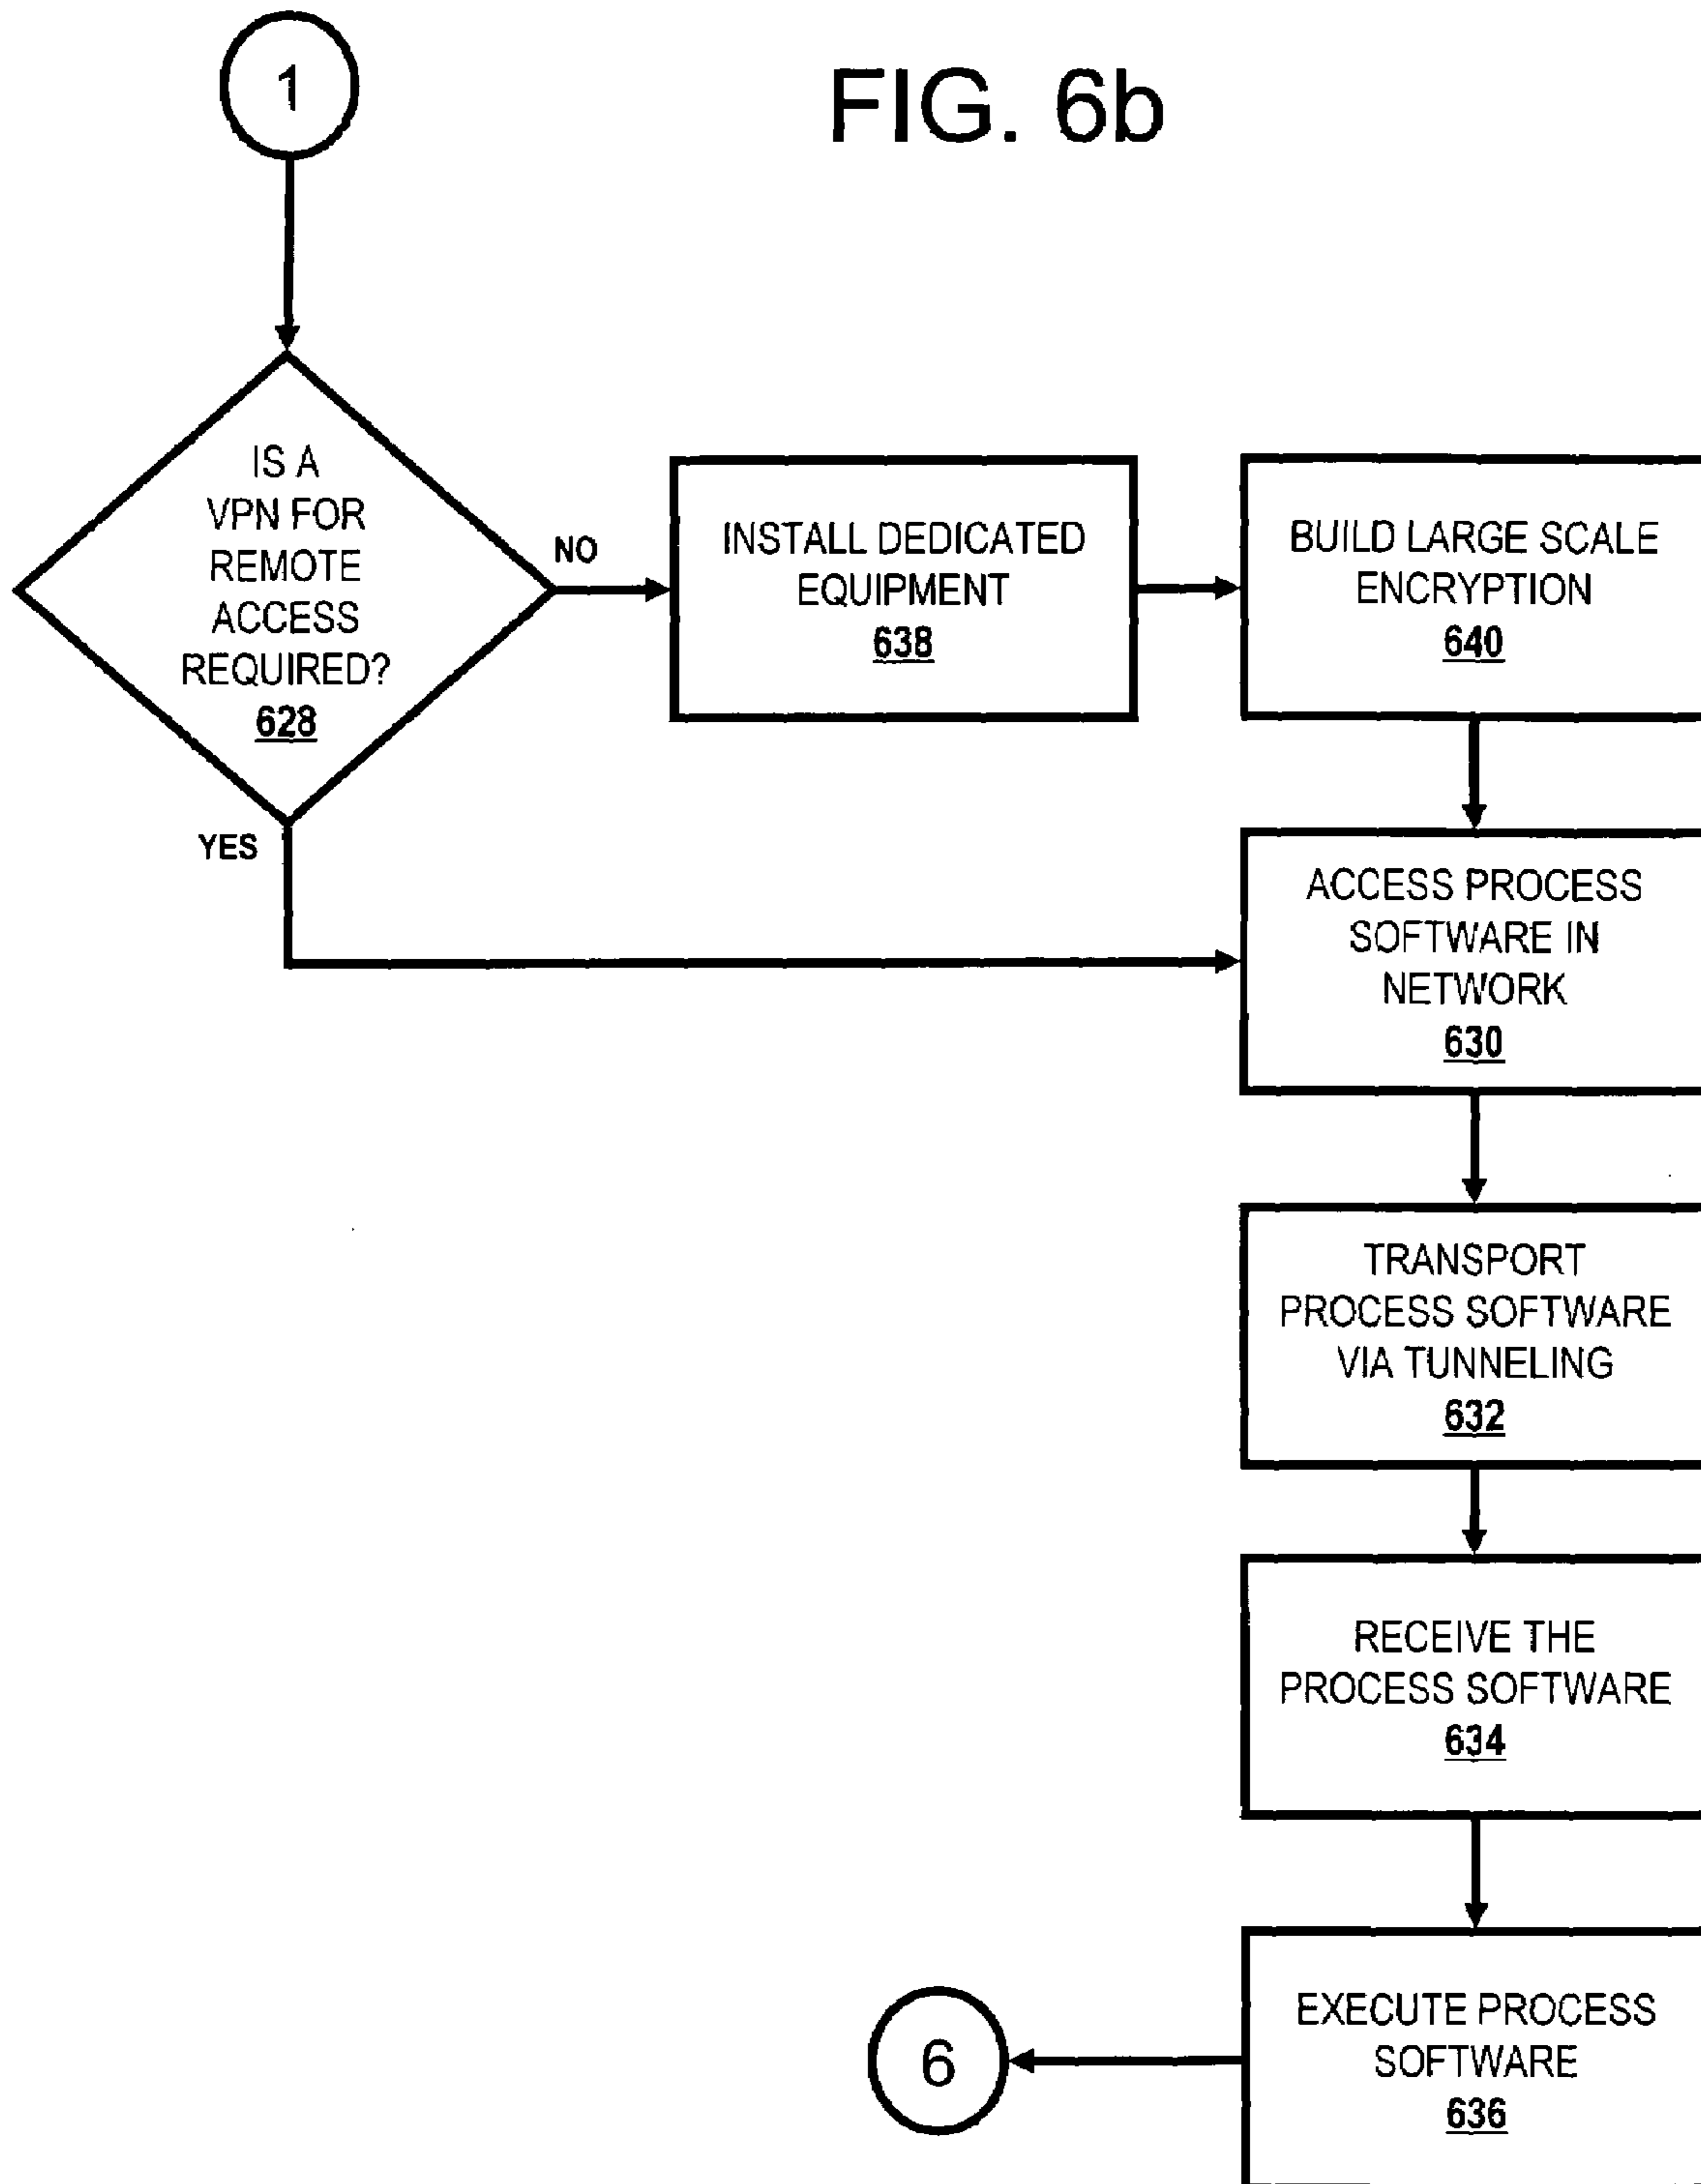 1
FIG. 6b
IS A
VPN FOR
REMOTE
ACCESS
REQUIRED?
628
NO
YES
INSTALL DEDICATED
EQUIPMENT
638
BUILD LARGE SCALE
ENCRYPTION
640
ACCESS PROCESS
SOFTWARE IN
NETWORK
630
TRANSPORT
PROCESS SOFTWARE
VIA TUNNELING
632
RECEIVE THE
PROCESS SOFTWARE
634
EXECUTE PROCESS
SOFTWARE
636
6